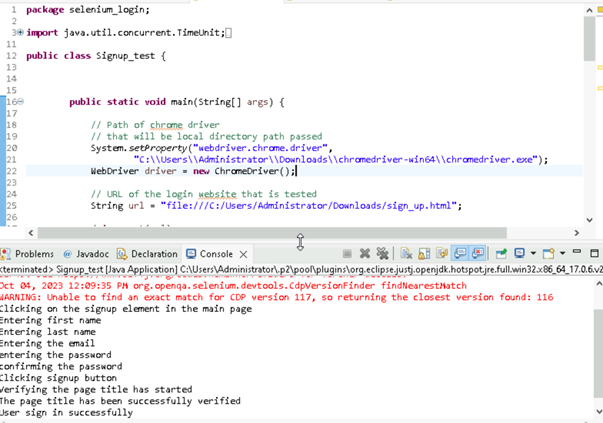 1 package selenium_login;
2
3 import java.util.concurrent.TimeUnit;
11
12 public class Signup_test {
13
14
15
16 public static void main(String[] args) {
17
18 // Path of chrome driver
19 // that will be local directory path passed
20 System.setProperty("webdriver.chrome.driver",
21 "C:\\Users\\Administrator\\Downloads\\chromedriver-win64\\chromedriver.exe");
22 WebDriver driver = new ChromeDriver();
23
24 // URL of the login website that is tested
25 String url = "file:///C:/Users/Administrator/Downloads/sign_up.html";
26
Problems Javadoc Declaration Console
<terminated> Signup_test [Java Application] C:\Users\Administrator\.p2\pool\plugins\org.eclipse.justj.openjdk.hotspot.jre.full.win32.x86_64_17.0.6.v2
Oct 04, 2023 12:09:35 PM org.openqa.selenium.devtools.CdpVersionFinder findNearestMatch
WARNING: Unable to find an exact match for CDP version 117, so returning the closest version found: 116
Clicking on the signup element in the main page
Entering first name
Entering last name
Entering the email
entering the password
confirming the password
Clicking signup button
Verifying the page title has started
The page title has been successfully verified
User sign in successfully